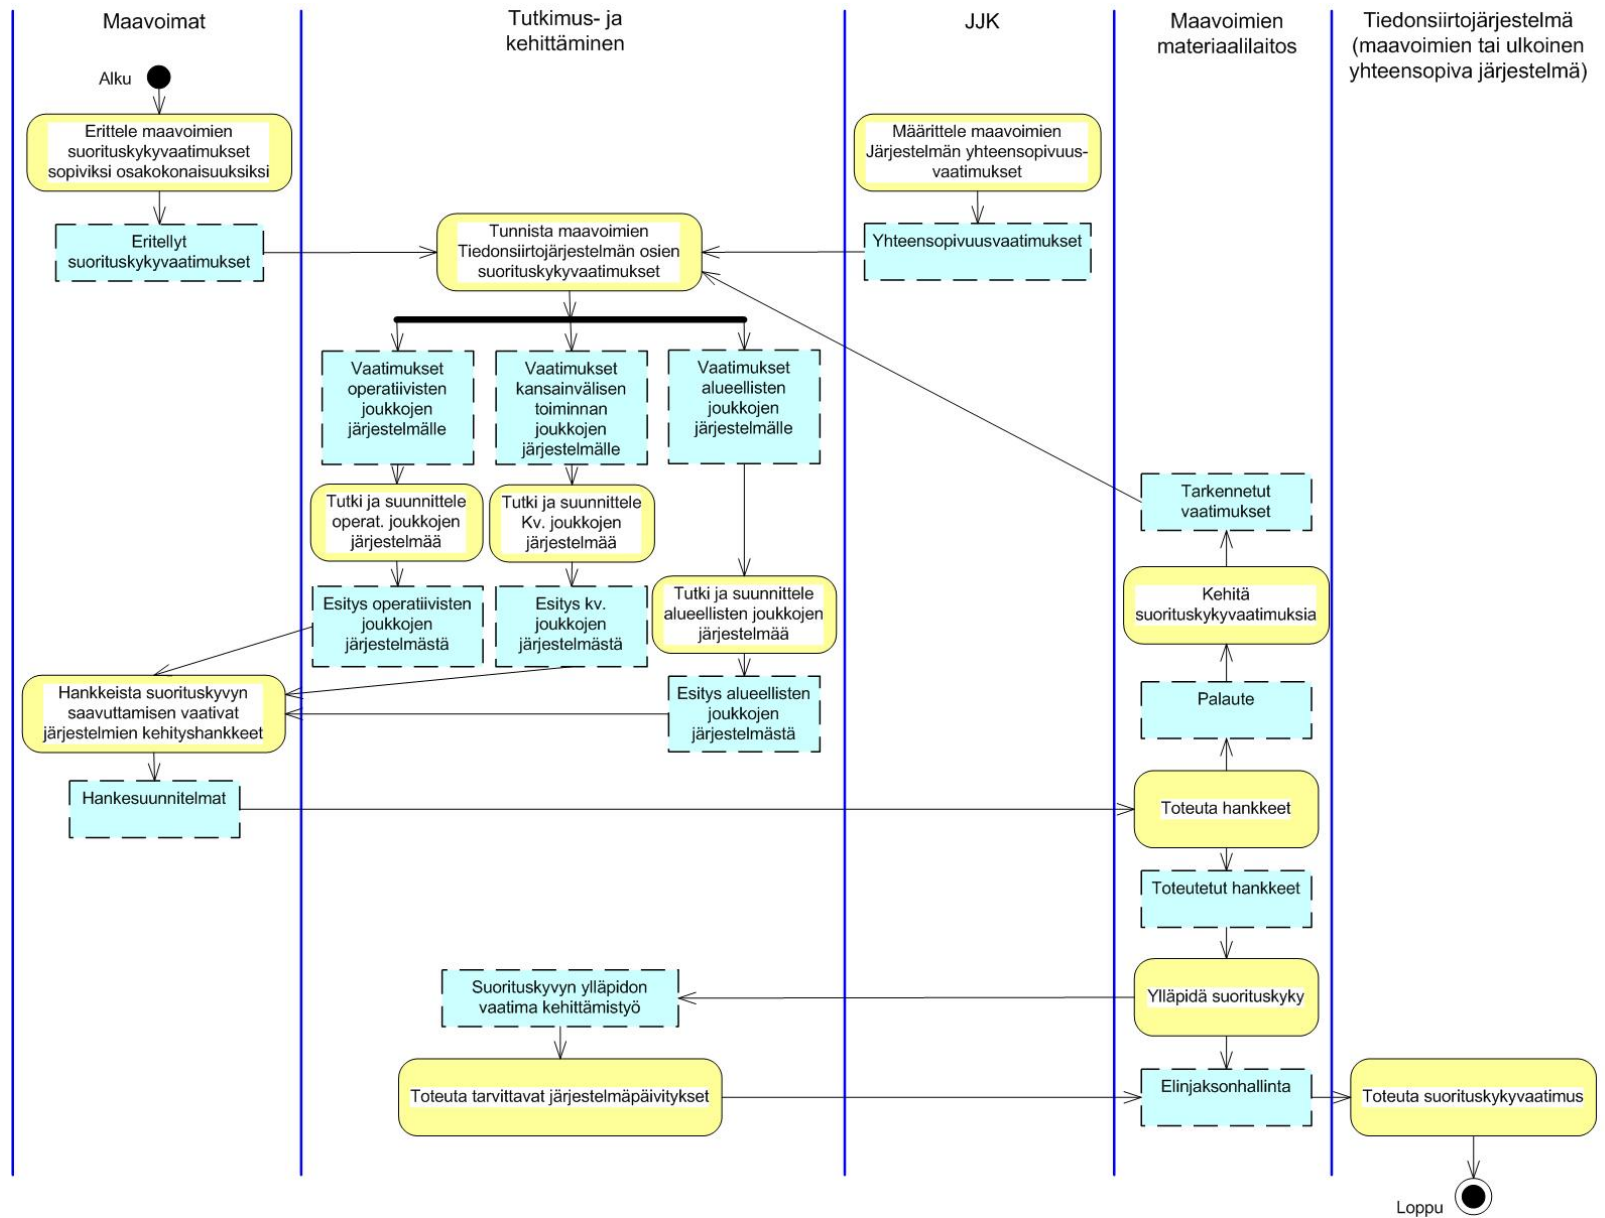 Maavoimat
Tutkimus- ja
kehittäminen
JJK
Maavoimien
materiaalilaitos
Tiedonsiirtojärjestelmä
(maavoimien tai ulkoinen
yhteensopiva järjestelmä)
Alku
Erittele maavoimien
suorituskykyvaatimukset
sopiviksi osakokonaisuuksiksi
Määrittele maavoimien
Järjestelmän yhteensopivuus-
vaatimukset
Eritellyt
suorituskykyvaatimukset
Tunnista maavoimien
Tiedonsiirtojärjestelmän osien
suorituskykyvaatimukset
Yhteensopivuusvaatimukset
Vaatimukset
operatiivisten
joukkojen
järjestelmälle
Vaatimukset
kansainvälisen
toiminnan
joukkojen
järjestelmälle
Vaatimukset
alueellisten
joukkojen
järjestelmälle
Tarkennetut
vaatimukset
Tutki ja suunnittele
operat. joukkojen
järjestelmää
Tutki ja suunnittele
Kv. joukkojen
järjestelmää
Tutki ja suunnittele
alueellisten joukkojen
järjestelmää
Kehitä
suorituskykyvaatimuksia
Esitys operatiivisten
joukkojen
järjestelmästä
Esitys kv.
joukkojen
järjestelmästä
Esitys alueellisten
joukkojen
järjestelmästä
Palaute
Hankkeista suorituskyvyn
saavuttamisen vaativat
järjestelmien kehityshankkeet
Hankesuunnitelmat
Toteuta hankkeet
Toteutetut hankkeet
Suorituskyvyn ylläpidon
vaatima kehittämistyö
Ylläpidä suorituskyky
Toteuta tarvittavat järjestelmäpäivitykset
Elinjaksonhallinta
Toteuta suorituskykyvaatimus
Loppu